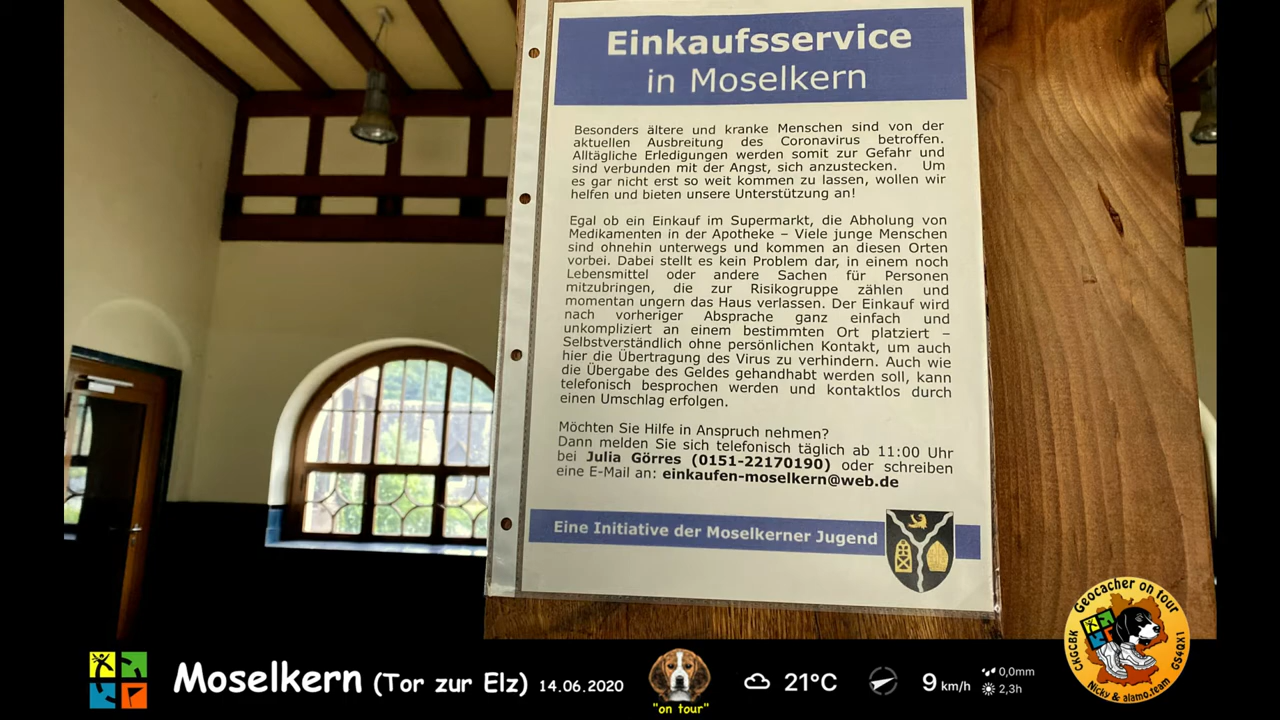 Einkaufsservice
in Moselkern
Besonders ältere und kranke Menschen sind von der
aktuellen Ausbreitung des Coronavirus betroffen.
Alltägliche Erledigungen werden somit zur Gefahr und
sind verbunden mit der Angst, sich anzustecken. Um
es gar nicht erst so weit kommen zu lassen, wollen wir
helfen und bieten unsere Unterstützung an!
Egal ob ein Einkauf im Supermarkt, die Abholung von
Medikamenten in der Apotheke – Viele junge Menschen
sind ohnehin unterwegs und kommen an diesen Orten
vorbei. Dabei stellt es kein Problem dar, in einem noch
Lebensmittel oder andere Sachen für Personen
mitzubringen, die zur Risikogruppe zählen und
momentan ungern das Haus verlassen. Der Einkauf wird
nach vorheriger Absprache ganz einfach und
unkompliziert an einem bestimmten Ort platziert –
Selbstverständlich ohne persönlichen Kontakt, um auch
hier die Übertragung des Virus zu verhindern. Auch wie
die Übergabe des Geldes gehandhabt werden soll, kann
telefonisch besprochen werden und kontaktlos durch
einen Umschlag erfolgen.
Möchten Sie Hilfe in Anspruch nehmen?
Dann melden Sie sich telefonisch täglich ab 11:00 Uhr
bei Julia Görres (0151-22170190) oder schreiben
eine E-Mail an: einkaufen-moselkern@web.de
Eine Initiative der Moselkerner Jugend
Moselkern (Tor zur Elz) 14.06.2020
"on tour"
21°C
9 km/h
0,0mm
2,3h
Geocacher on tour
CKGCBK
GS4QX1
Nicky & alamo.team